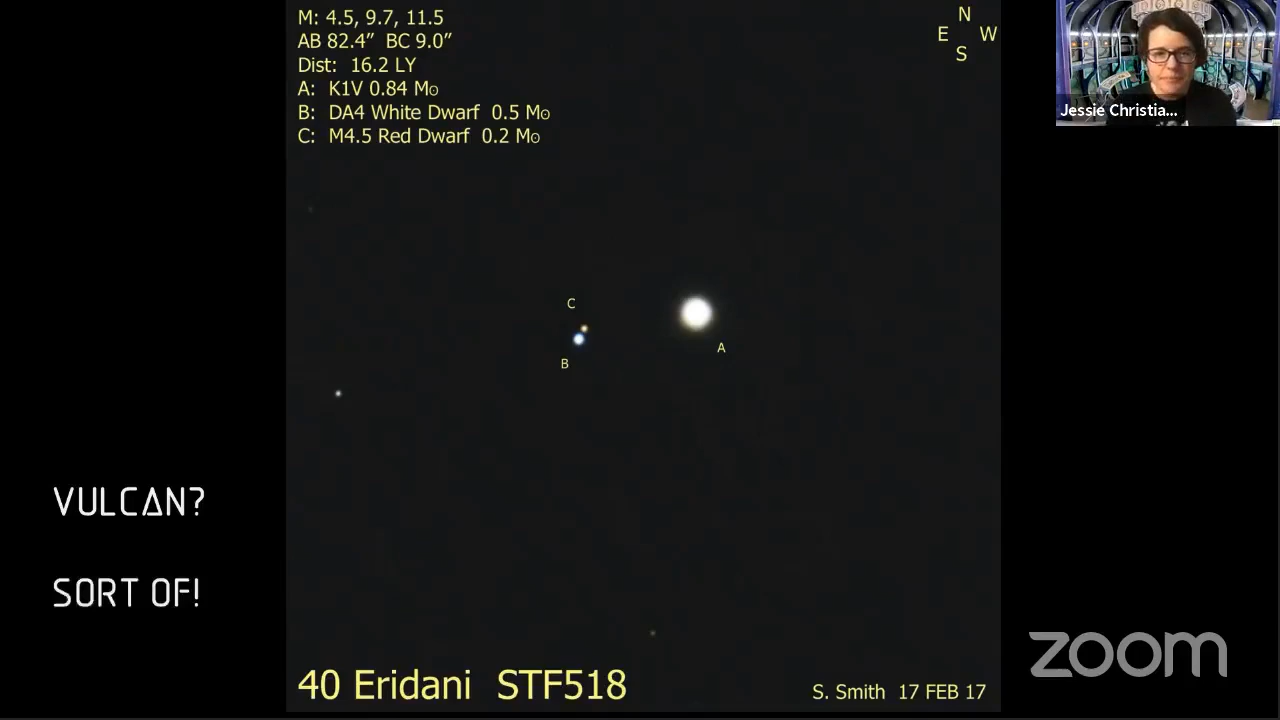 M: 4.5, 9.7, 11.5
AB 82.4” BC 9.0”
Dist: 16.2 LY
A: K1V 0.84 M☉
B: DA4 White Dwarf 0.5 M☉
C: M4.5 Red Dwarf 0.2 M☉
N
E W
S
Jessie Christia...
C
B
A
VULCAN?
SORT OF!
40 Eridani STF518
S. Smith 17 FEB 17
zoom